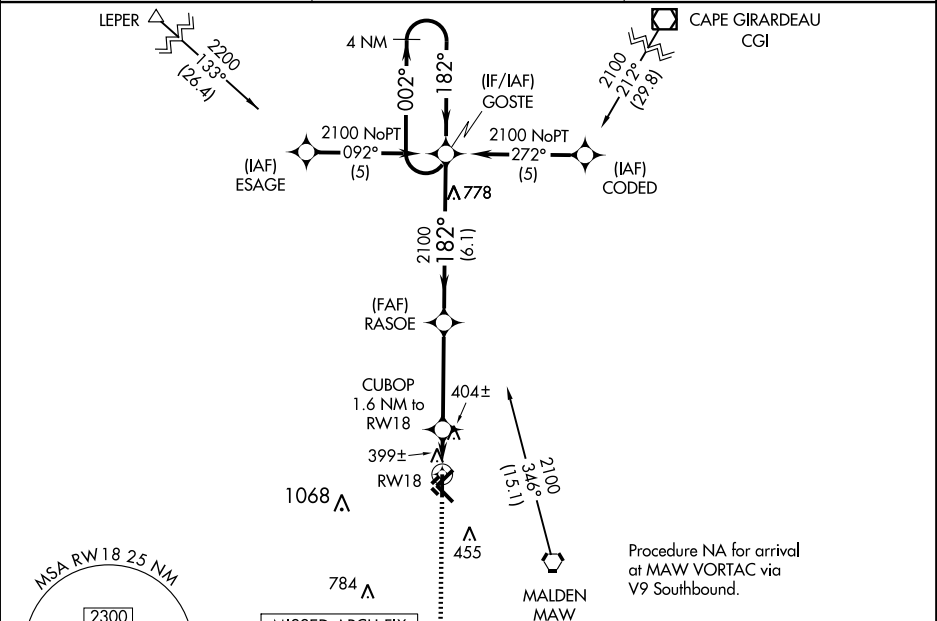 LEPER
2200
133°
(26.4)
4 NM
002°
182°
(IF/IAF)
GOSTE
CAPE GIRARDEAU
CGI
2100
212°
(29.8)
2100 NoPT
092°
(5)
(IAF)
ESAGE
2100 NoPT
272°
(5)
(IAF)
CODED
778
2100
182°
(6.1)
(FAF)
RASOE
CUBOP
1.6 NM to
RW18
404±
399±
RW18
1068
455
784
2100
346°
(15.1)
MALDEN
MAW
Procedure NA for arrival
at MAW VORTAC via
V9 Southbound.
MSA RW18 25 NM
2300
MISSED APCH FIX